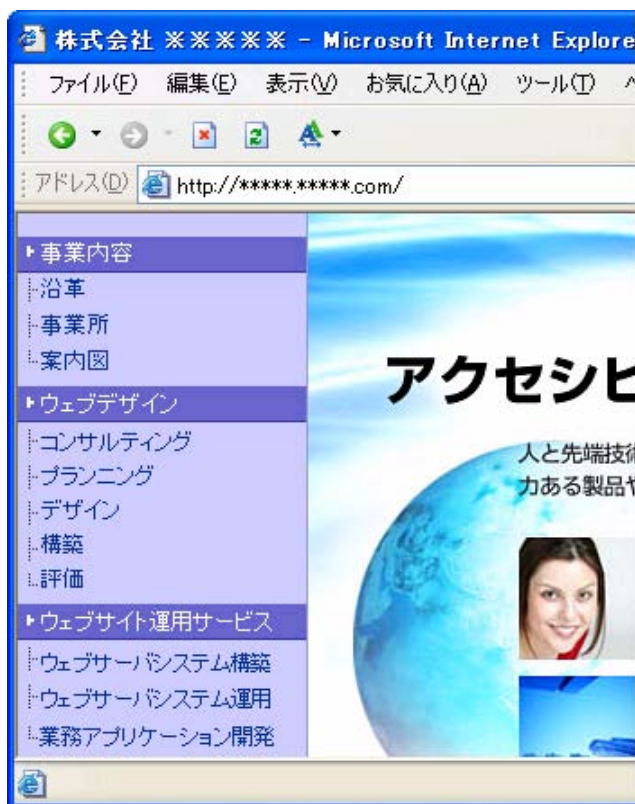 株式会社 ※※※※※ - Microsoft Internet Explore
ファイル(F) 編集(E) 表示(V) お気に入り(A) ツール(T)
アドレス(D) http://*****.*****.com/
事業内容
沿革
事業所
案内図
ウェブデザイン
コンサルティング
プランニング
デザイン
構築
評価
ウェブサイト運用サービス
ウェブサーバシステム構築
ウェブサーバシステム運用
業務アプリケーション開発
アクセシビ
人と先端技術
力ある製品や